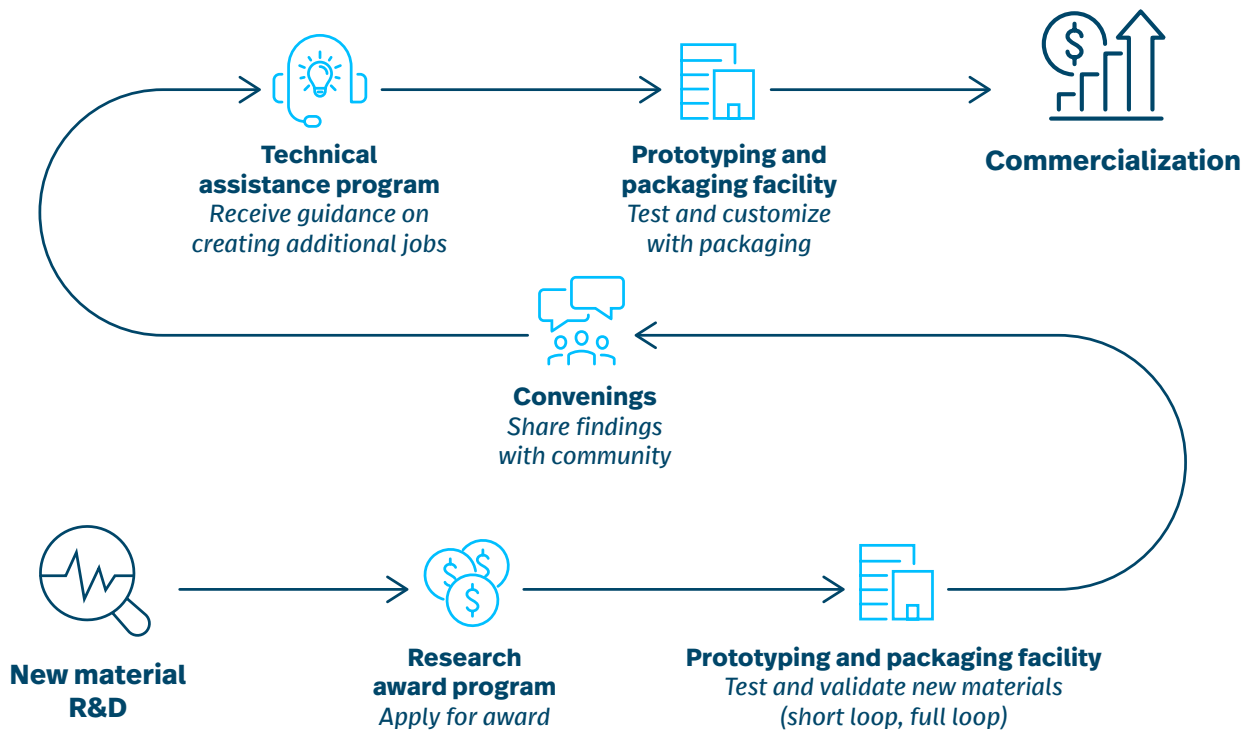 Technical
assistance program
Receive guidance on
creating additional jobs
Prototyping and
packaging facility
Test and customize
with packaging
$
Commercialization
Convenings
Share findings
with community
New material
R&D
$
$
$
Research
award program
Apply for award
Prototyping and packaging facility
Test and validate new materials
(short loop, full loop)